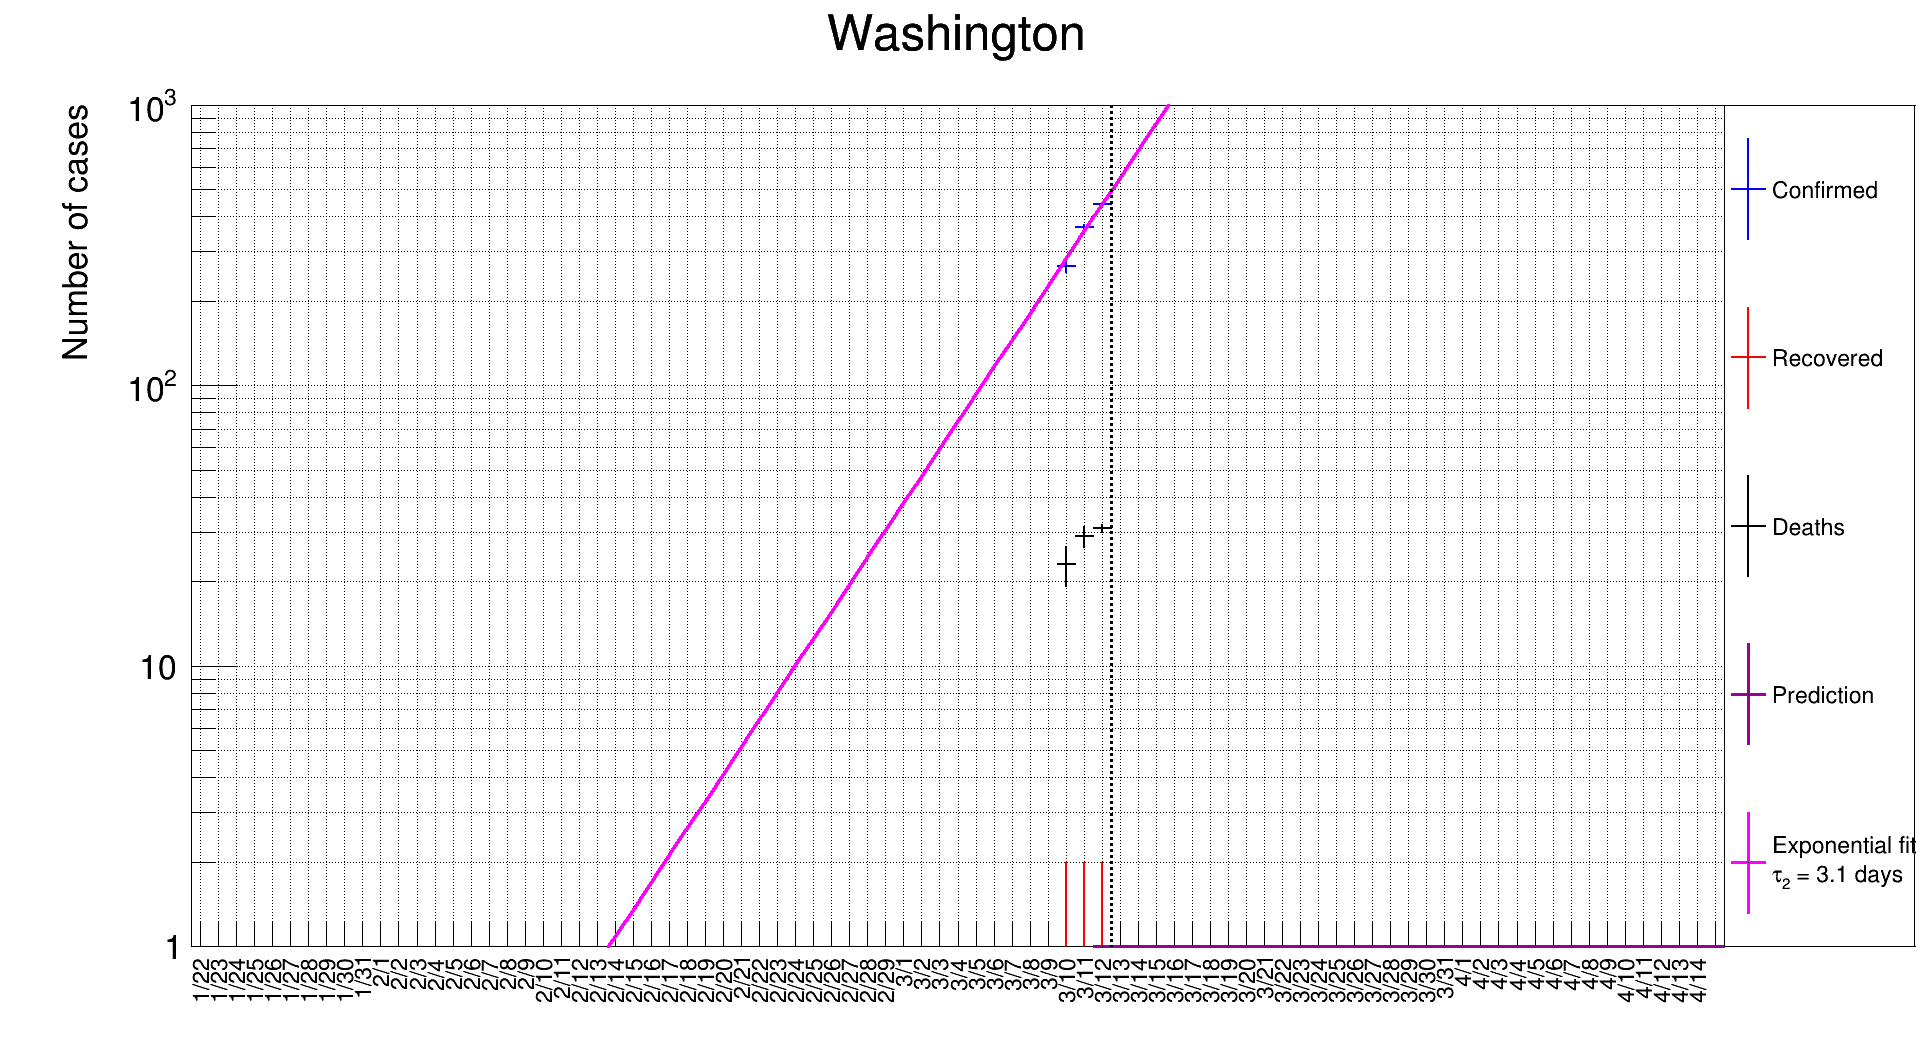 Washington
Number of cases
10³
10²
10
1
1/22 1/23 1/24 1/25 1/26 1/27 1/28 1/29 1/30 1/31 2/1 2/2 2/3 2/4 2/5 2/6 2/7 2/8 2/9 2/10 2/11 2/12 2/13 2/14 2/15 2/16 2/17 2/18 2/19 2/20 2/21 2/22 2/23 2/24 2/25 2/26 2/27 2/28 2/29 3/1 3/2 3/3 3/4 3/5 3/6 3/7 3/8 3/9 3/10 3/11 3/12 3/13 3/14 3/15 3/16 3/17 3/18 3/19 3/20 3/21 3/22 3/23 3/24 3/25 3/26 3/27 3/28 3/29 3/30 3/31 4/1 4/2 4/3 4/4 4/5 4/6 4/7 4/8 4/9 4/10 4/11 4/12 4/13 4/14
Confirmed
Recovered
Deaths
Prediction
Exponential fit
τ₂ = 3.1 days